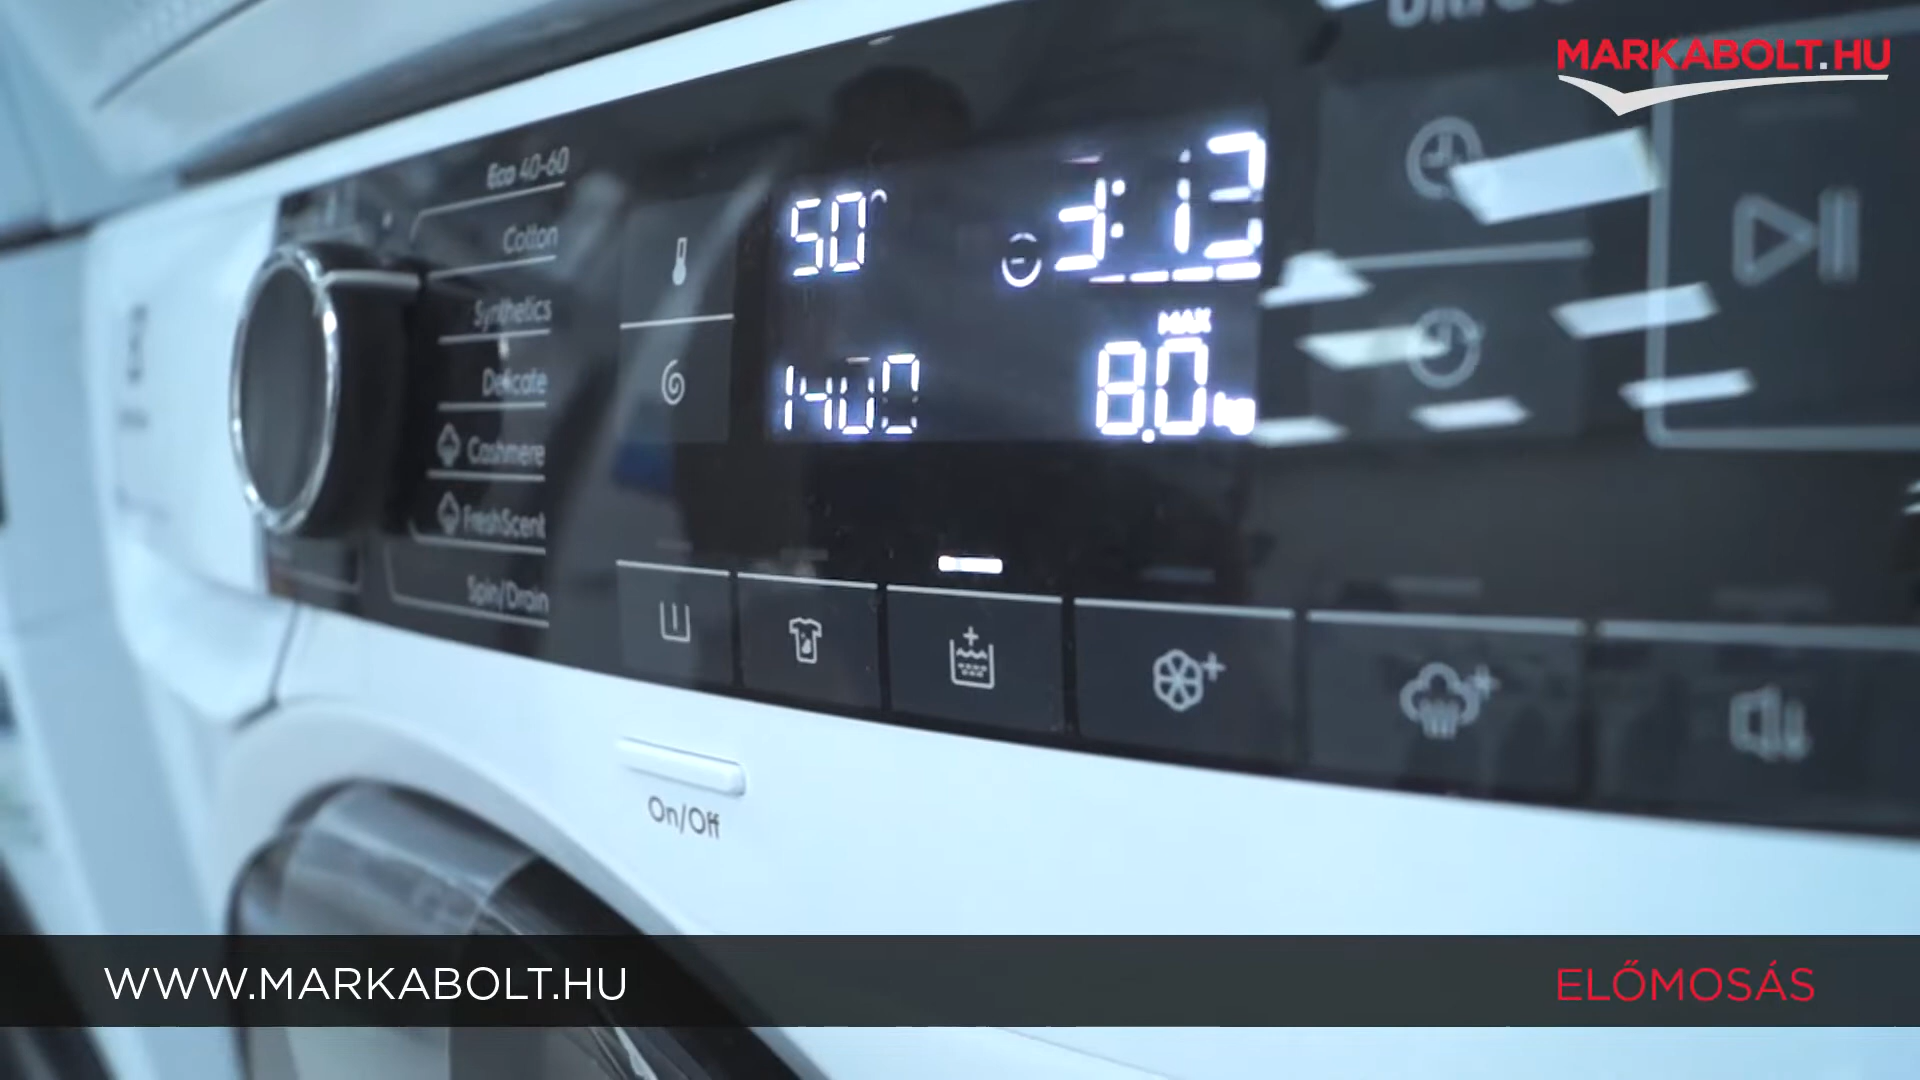 MARKABOLT.HU
Eco 40-60
Cotton
Synthetics
Delicate
Cashmere
FreshScent
Spin/Drain
50°
3:13
MAX
1400
8.0 kg
On/Off
WWW.MARKABOLT.HU
ELŐMOSÁS